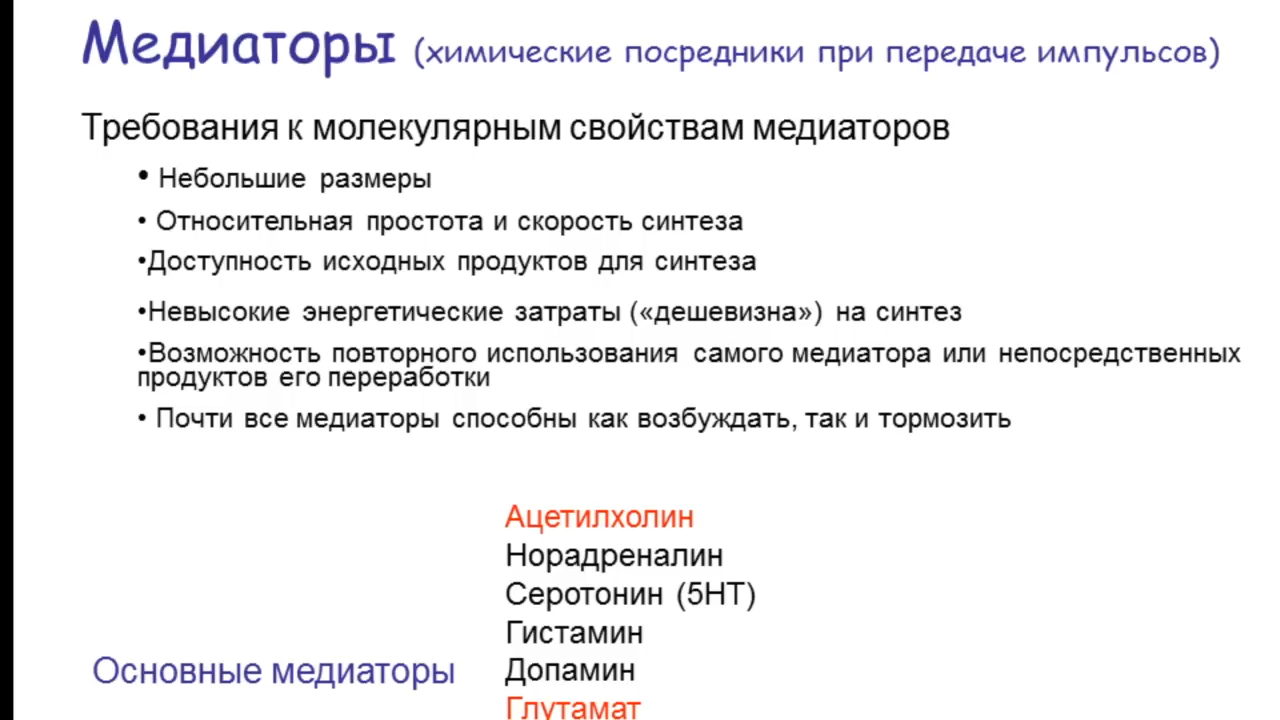 Медиаторы (химические посредники при передаче импульсов)
Требования к молекулярным свойствам медиаторов
• Небольшие размеры
• Относительная простота и скорость синтеза
•Доступность исходных продуктов для синтеза
•Невысокие энергетические затраты («дешевизна») на синтез
•Возможность повторного использования самого медиатора или непосредственных
продуктов его переработки
• Почти все медиаторы способны как возбуждать, так и тормозить
Ацетилхолин
Норадреналин
Серотонин (5НТ)
Гистамин
Основные медиаторы
Допамин
Глутамат